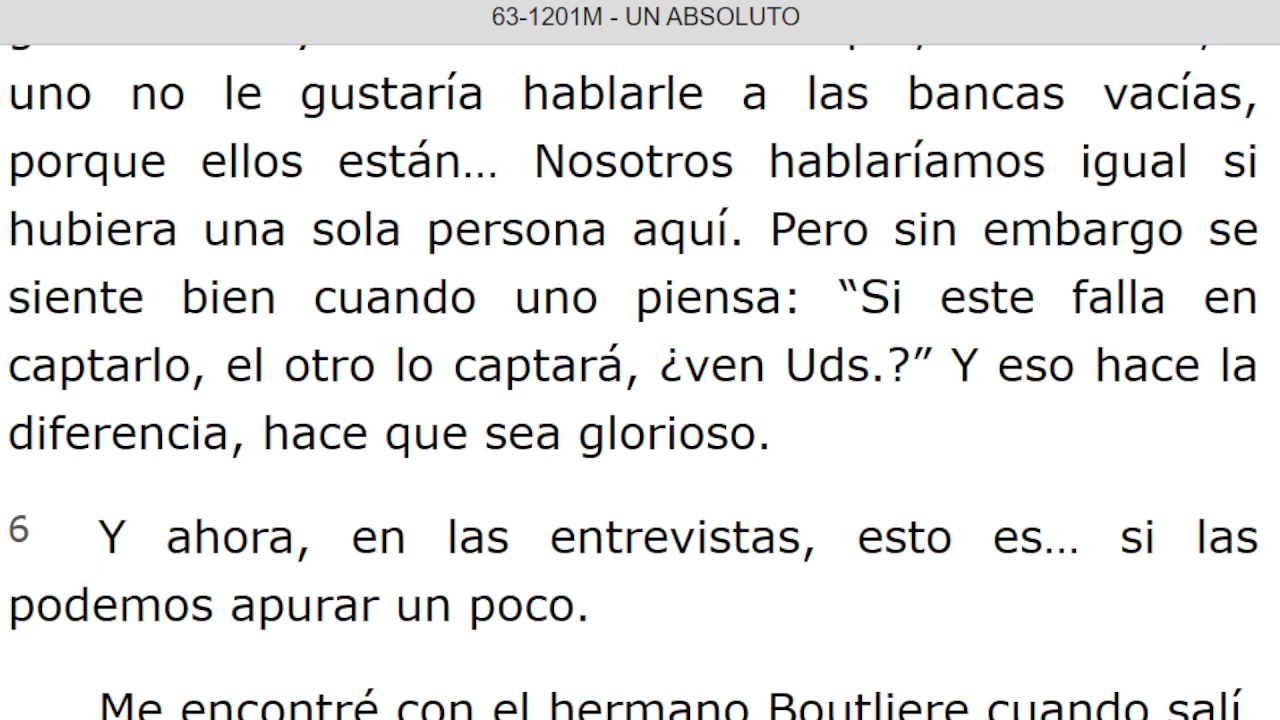 63-1201M - UN ABSOLUTO
uno no le gustaría hablarle a las bancas vacías,
porque ellos están... Nosotros hablaríamos igual si
hubiera una sola persona aquí. Pero sin embargo se
siente bien cuando uno piensa: “Si este falla en
captarlo, el otro lo captará, ¿ven Uds.?” Y eso hace la
diferencia, hace que sea glorioso.
6 Y ahora, en las entrevistas, esto es... si las
podemos apurar un poco.
Me encontré con el hermano Boutliere cuando salí